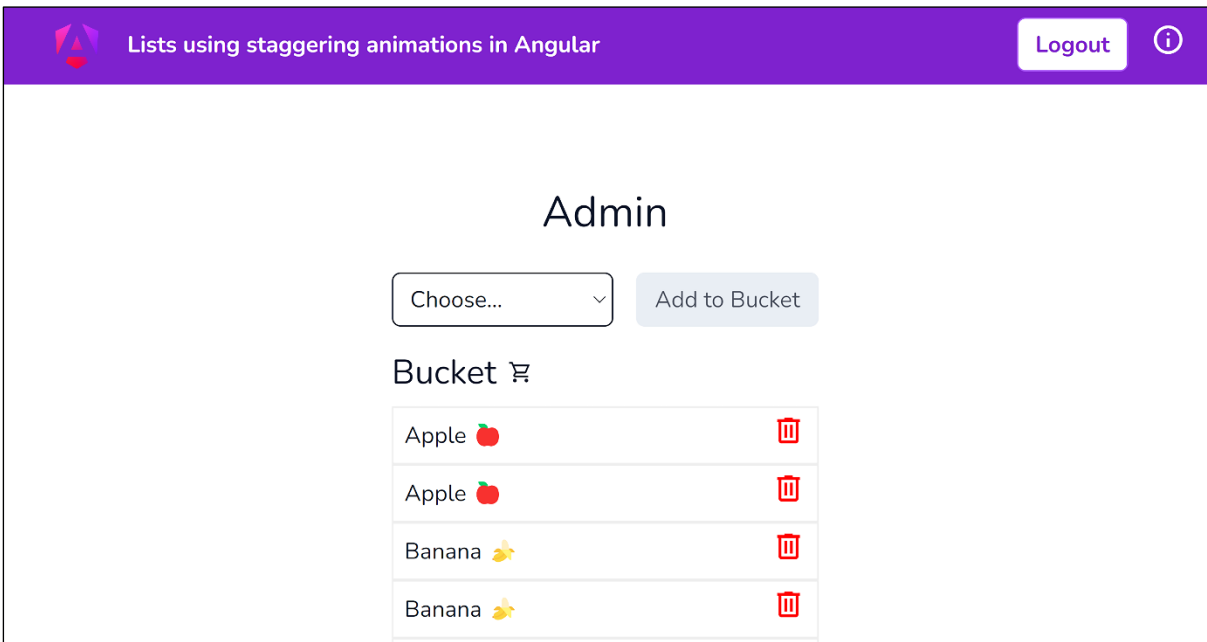 Lists using staggering animations in Angular
Logout
Admin
Choose...
Add to Bucket
Bucket
Apple
Apple
Banana
Banana